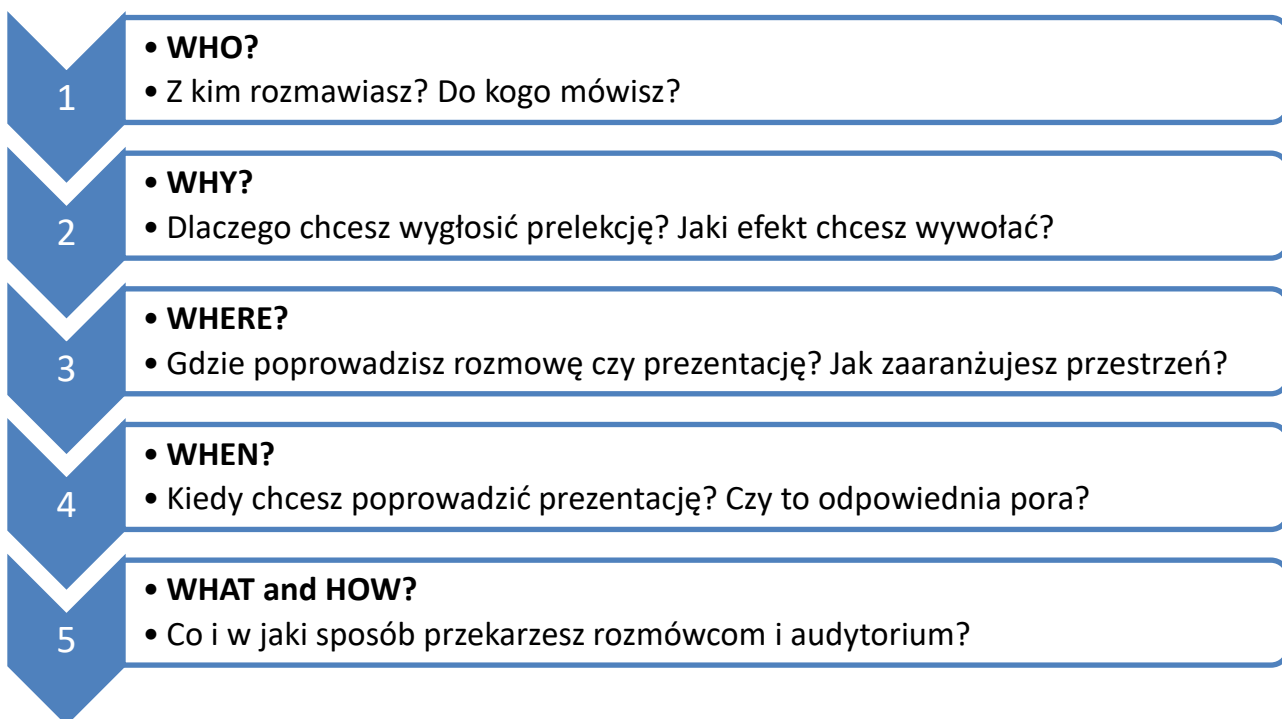 1
• WHO?
• Z kim rozmawiasz? Do kogo mówisz?
2
• WHY?
• Dlaczego chcesz wygłosić prelekcję? Jaki efekt chcesz wywołać?
3
• WHERE?
• Gdzie poprowadzisz rozmowę czy prezentację? Jak zaaranżujesz przestrzeń?
4
• WHEN?
• Kiedy chcesz poprowadzić prezentację? Czy to odpowiednia pora?
5
• WHAT and HOW?
• Co i w jaki sposób przekarzesz rozmówcom i audytorium?